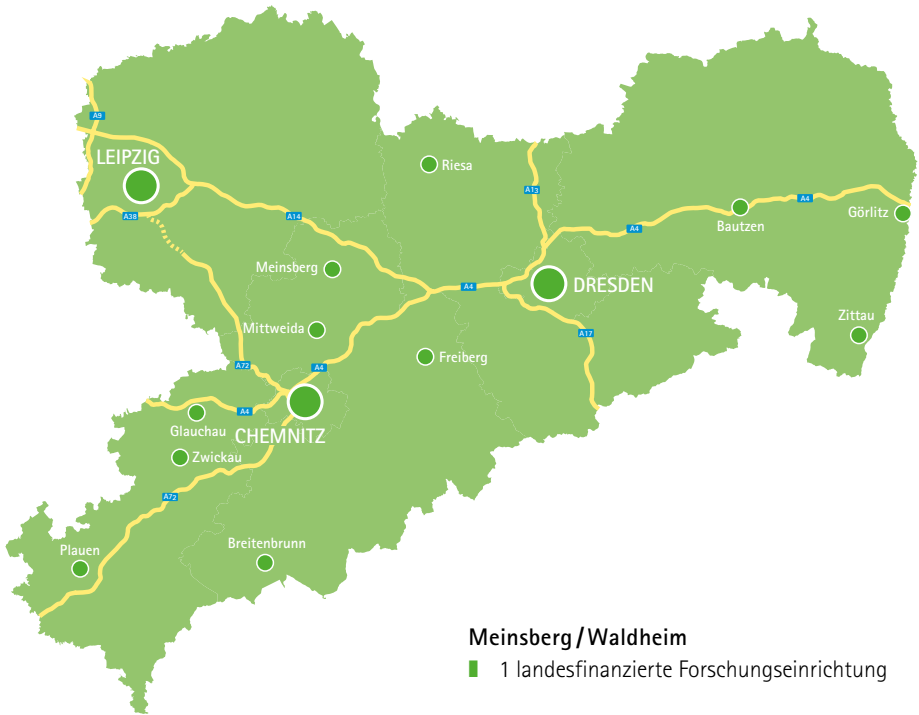 A9
LEIPZIG
Riesa
A13
A38
A14
A4
A4
Bautzen
Görlitz
Meinsberg
A4
DRESDEN
Mittweida
Zittau
A17
Freiberg
A72
A4
A4
Glauchau
CHEMNITZ
Zwickau
A72
Plauen
Breitenbrunn
Meinsberg / Waldheim
1 landesfinanzierte Forschungseinrichtung